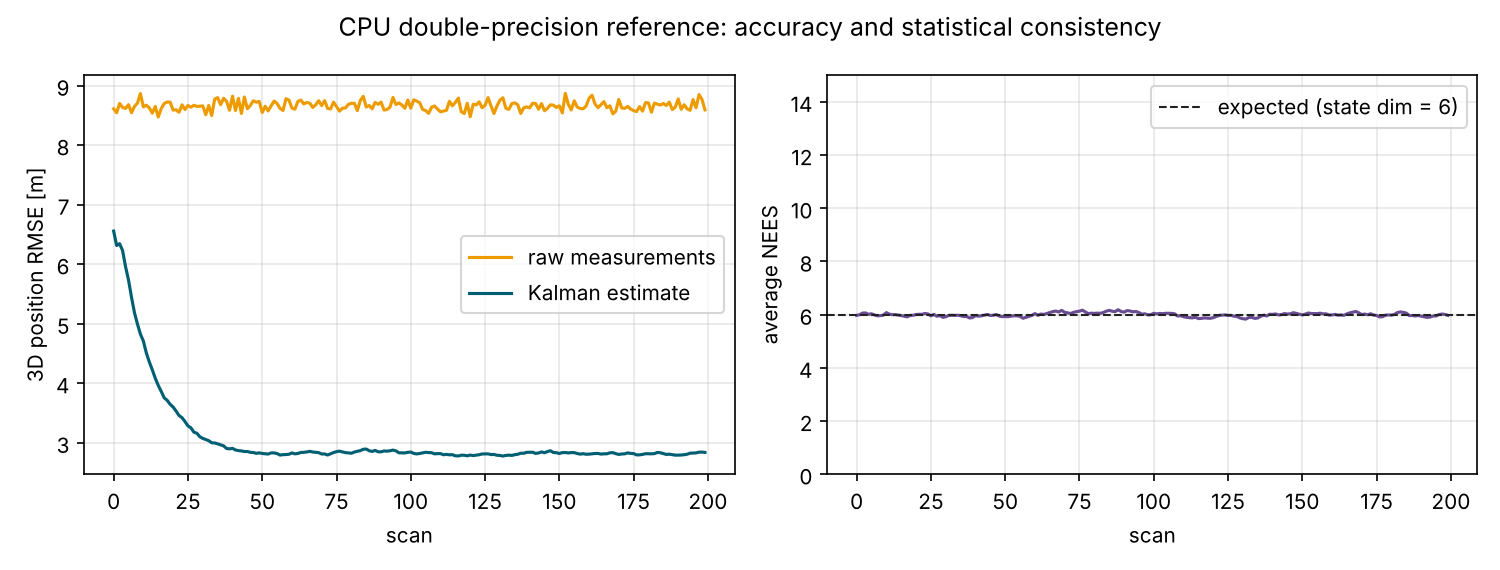 CPU double-precision reference: accuracy and statistical consistency
3D position RMSE [m]
9
8
7
6
5
4
3
raw measurements
Kalman estimate
0 25 50 75 100 125 150 175 200
scan
average NEES
14
12
10
8
6
4
2
0
expected (state dim = 6)
0 25 50 75 100 125 150 175 200
scan